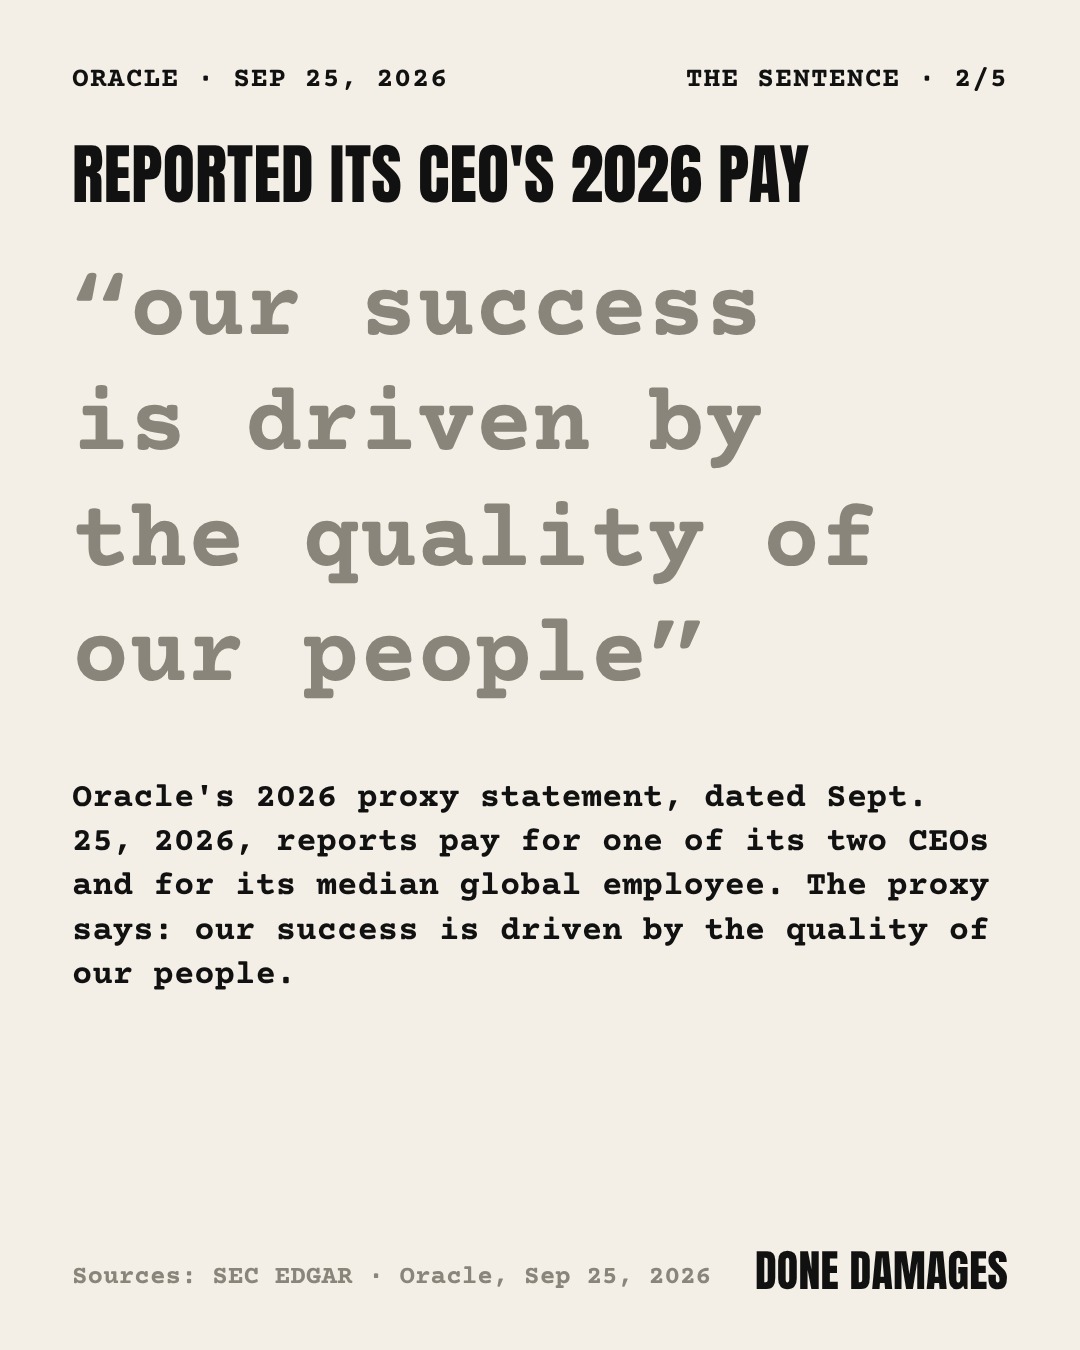 ORACLE · SEP 25, 2026
THE SENTENCE · 2/5
REPORTED ITS CEO'S 2026 PAY
“our success
is driven by
the quality of
our people”
Oracle's 2026 proxy statement, dated Sept.
25, 2026, reports pay for one of its two CEOs
and for its median global employee. The proxy
says: our success is driven by the quality of
our people.
Sources: SEC EDGAR · Oracle, Sep 25, 2026
DONE DAMAGES